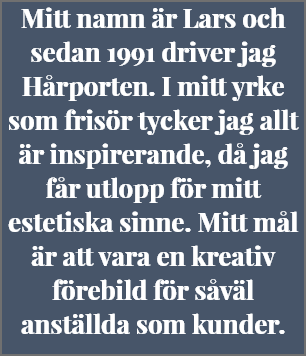 Mitt namn är Lars och
sedan 1991 driver jag
Hårporten. I mitt yrke
som frisör tycker jag allt
är inspirerande, då jag
får utlopp för mitt
estetiska sinne. Mitt mål
är att vara en kreativ
förebild för såväl
anställda som kunder.